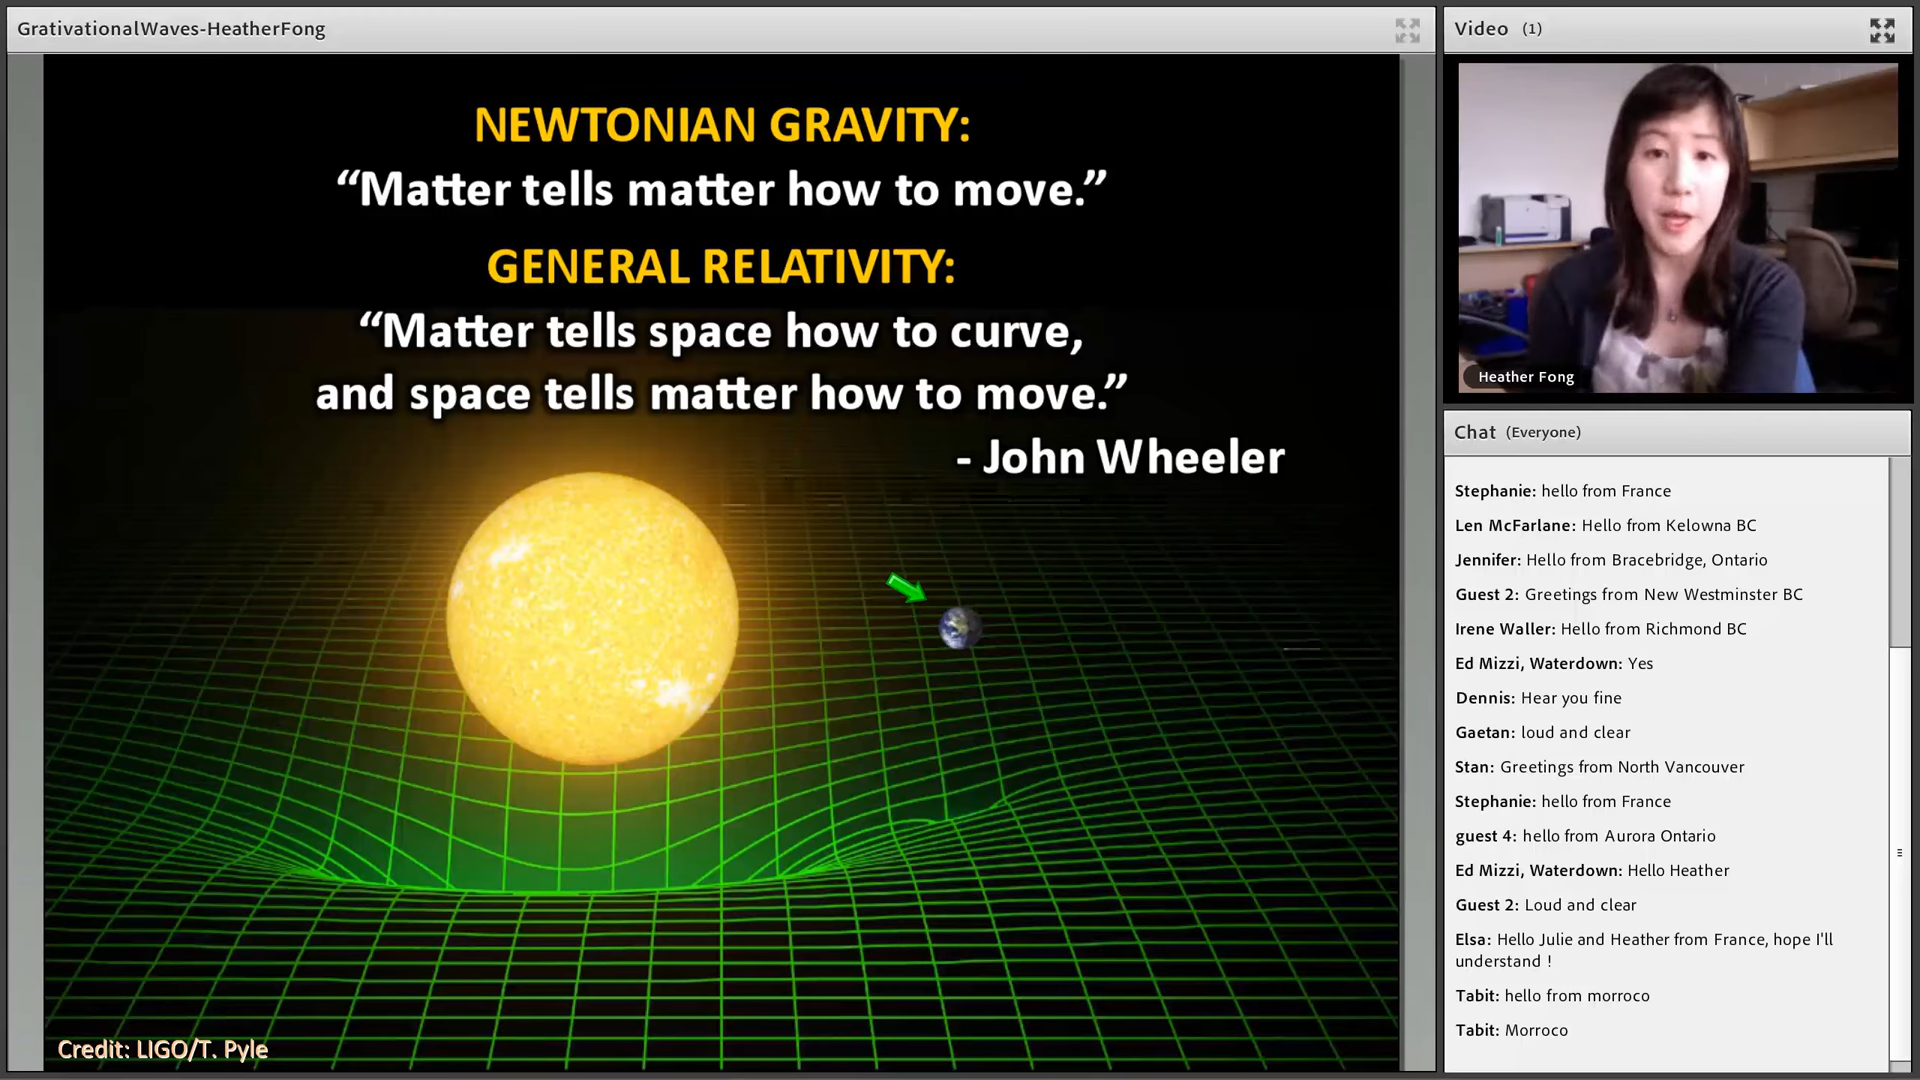 GrativationalWaves-HeatherFong
NEWTONIAN GRAVITY:
“Matter tells matter how to move.”
GENERAL RELATIVITY:
“Matter tells space how to curve,
and space tells matter how to move.”
- John Wheeler
Credit: LIGO/T. Pyle
Video (1)
Heather Fong
Chat (Everyone)
Stephanie: hello from France
Len McFarlane: Hello from Kelowna BC
Jennifer: Hello from Bracebridge, Ontario
Guest 2: Greetings from New Westminster BC
Irene Waller: Hello from Richmond BC
Ed Mizzi, Waterdown: Yes
Dennis: Hear you fine
Gaetan: loud and clear
Stan: Greetings from North Vancouver
Stephanie: hello from France
guest 4: hello from Aurora Ontario
Ed Mizzi, Waterdown: Hello Heather
Guest 2: Loud and clear
Elsa: Hello Julie and Heather from France, hope I'll
understand !
Tabit: hello from morroco
Tabit: Morroco